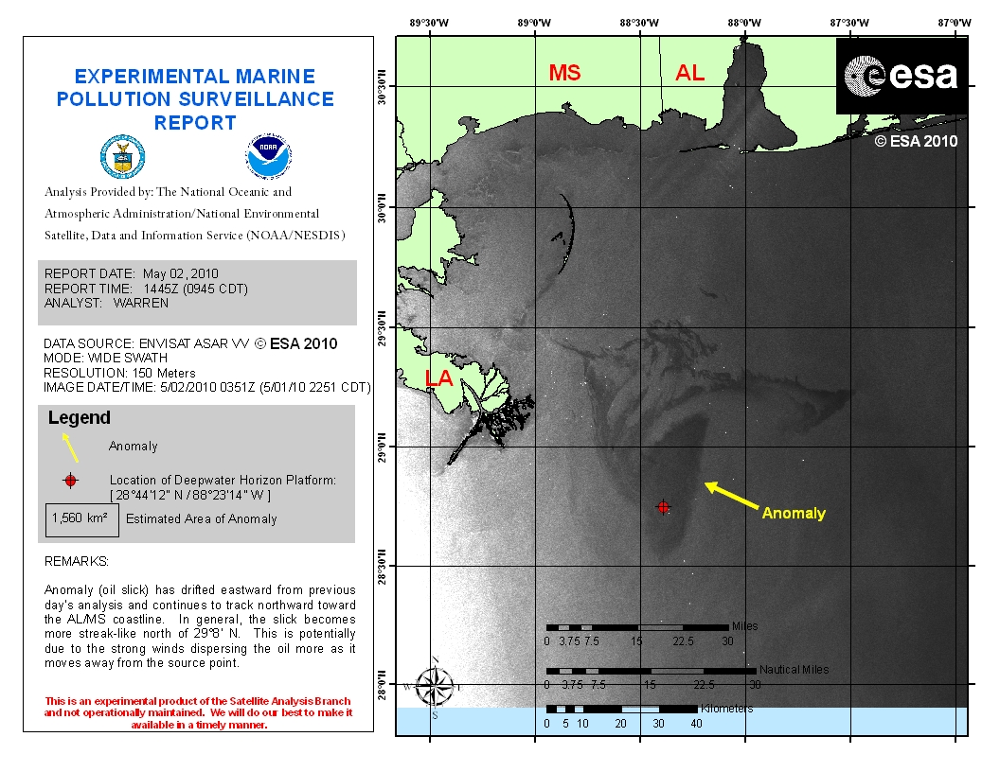 EXPERIMENTAL MARINE
POLLUTION SURVEILLANCE
REPORT
NOAA
Analysis Provided by: The National Oceanic and
Atmospheric Administration/National Environmental
Satellite, Data and Information Service (NOAA/NESDIS)
REPORT DATE: May 02, 2010
REPORT TIME: 1445Z (0945 CDT)
ANALYST: WARREN
DATA SOURCE: ENVISAT ASAR VV © ESA 2010
MODE: WIDE SWATH
RESOLUTION: 150 Meters
IMAGE DATE/TIME: 5/02/2010 0351Z (5/01/10 2251 CDT)
Legend
Anomaly
Location of Deepwater Horizon Platform:
[ 28°44'12" N / 88°23'14" W ]
1,560 km²
Estimated Area of Anomaly
REMARKS:
Anomaly (oil slick) has drifted eastward from previous
day's analysis and continues to track northward toward
the AL/MS coastline. In general, the slick becomes
more streak-like north of 29°8' N. This is potentially
due to the strong winds dispersing the oil more as it
moves away from the source point.
This is an experimental product of the Satellite Analysis Branch
and not operationally maintained. We will do our best to make it
available in a timely manner.
89°30'W 89°0'W 88°30'W 88°0'W 87°30'W 87°0'W
30°30'N
30°0'N
29°30'N
29°0'N
28°30'N
28°0'N
MS
AL
esa
© ESA 2010
LA
Anomaly
Miles
0 3.75 7.5 15 22.5 30
Nautical Miles
0 3.75 7.5 15 22.5 30
Kilometers
0 5 10 20 30 40
N
W
E
S